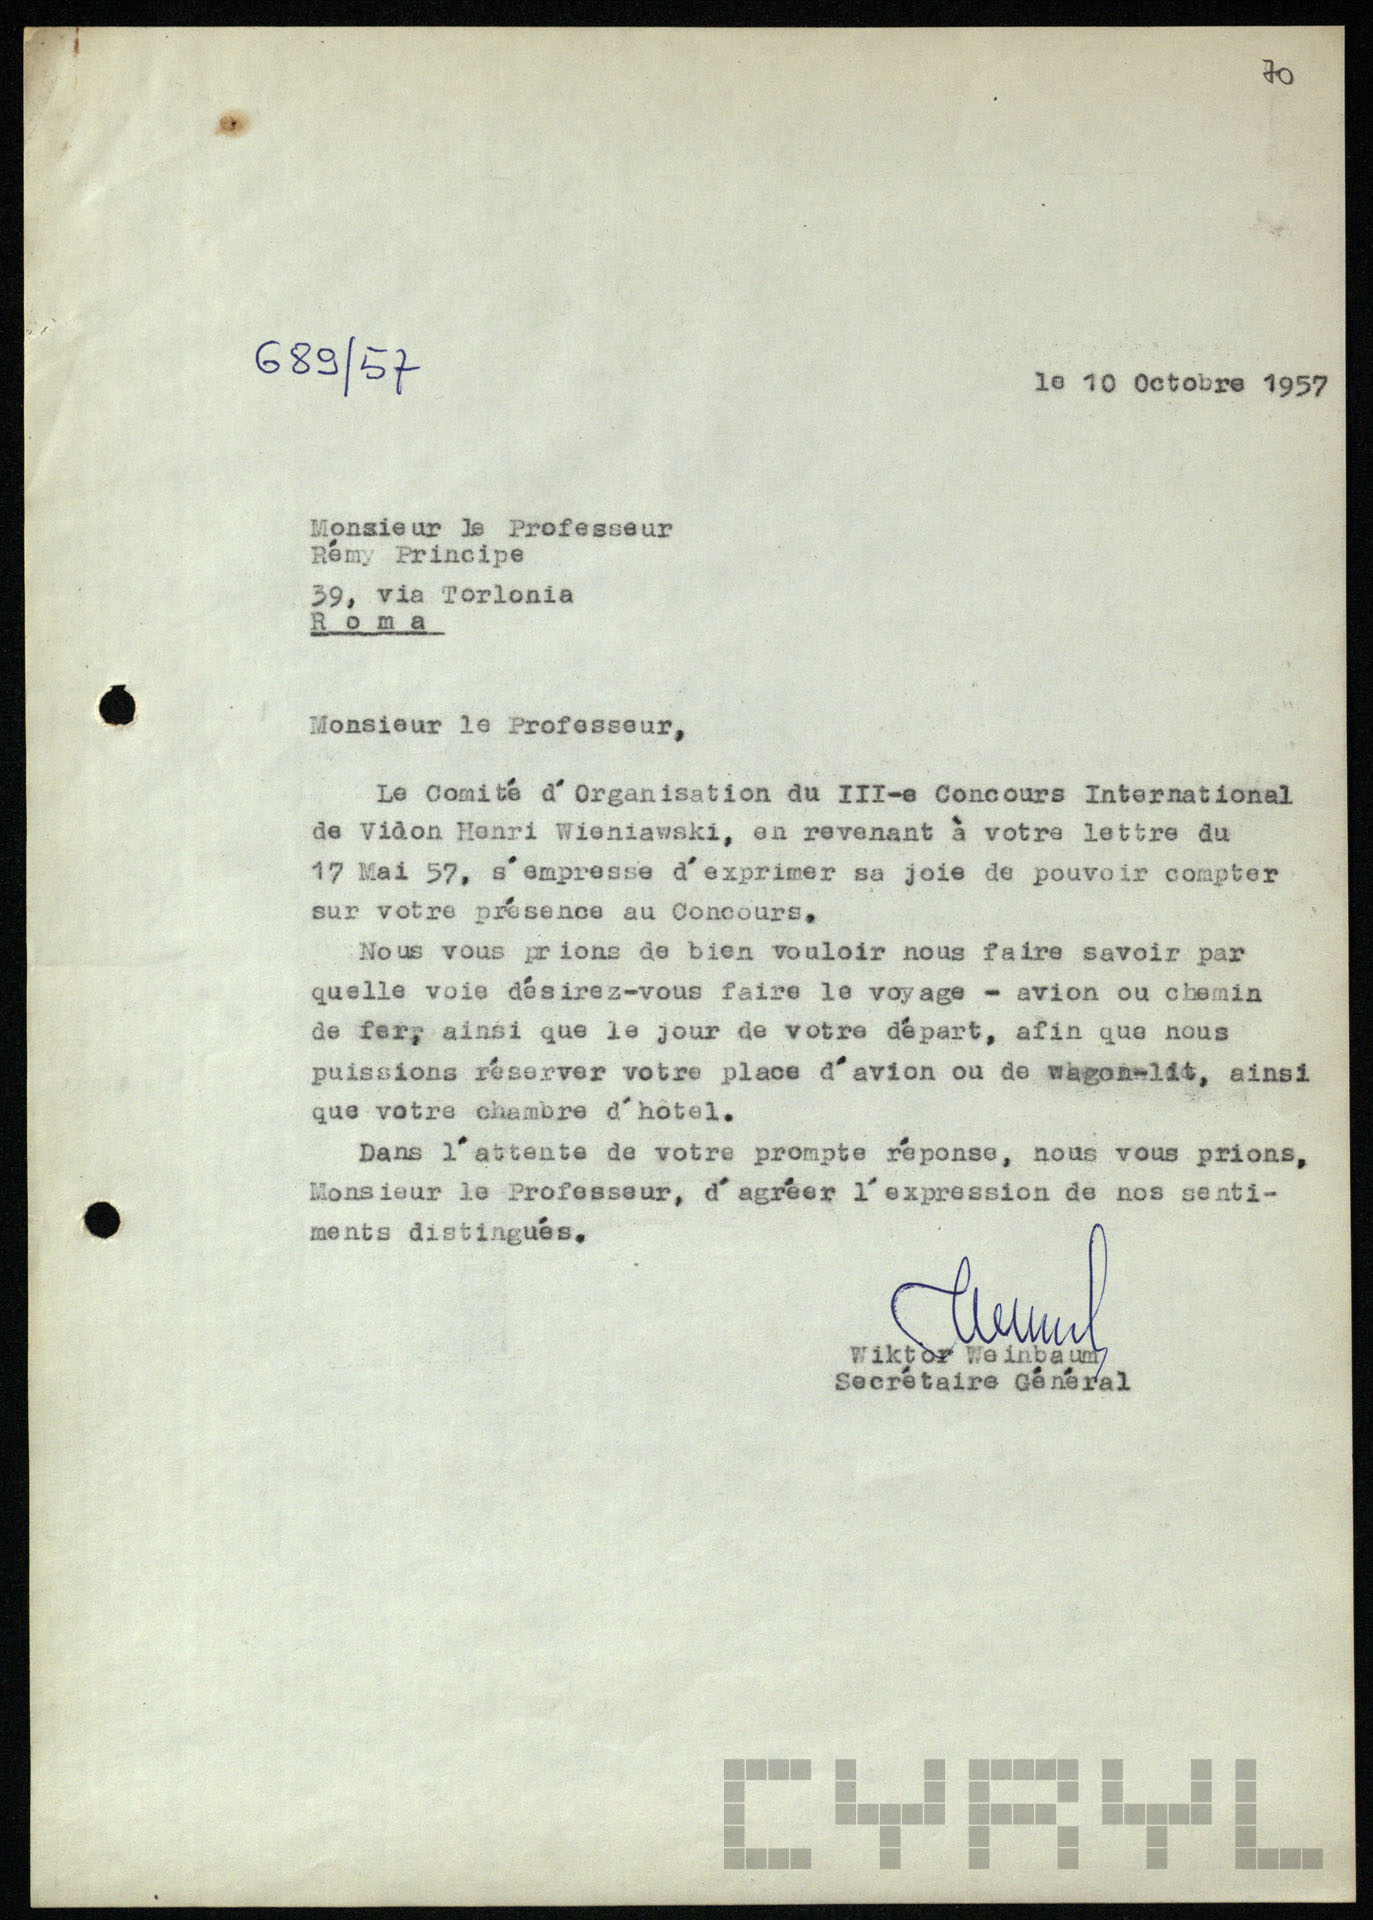 70
689/57
le 10 Octobre 1957
Monsieur le Professeur
Rémy Principe
39, via Torlonia
R o m a
Monsieur le Professeur,
Le Comité d'Organisation du III-e Concours International
de Vidon Henri Wieniawski, en revenant à votre lettre du
17 Mai 57, s'empresse d'exprimer sa joie de pouvoir compter
sur votre présence au Concours.
Nous vous prions de bien vouloir nous faire savoir par
quelle voie désirez-vous faire le voyage - avion ou chemin
de fer, ainsi que le jour de votre départ, afin que nous
puissions réserver votre place d'avion ou de wagon-lit, ainsi
que votre chambre d'hôtel.
Dans l'attente de votre prompte réponse, nous vous prions,
Monsieur le Professeur, d'agréer l'expression de nos senti-
ments distingués.
Wiktor Weinbaum
Secrétaire Général
CYRYL